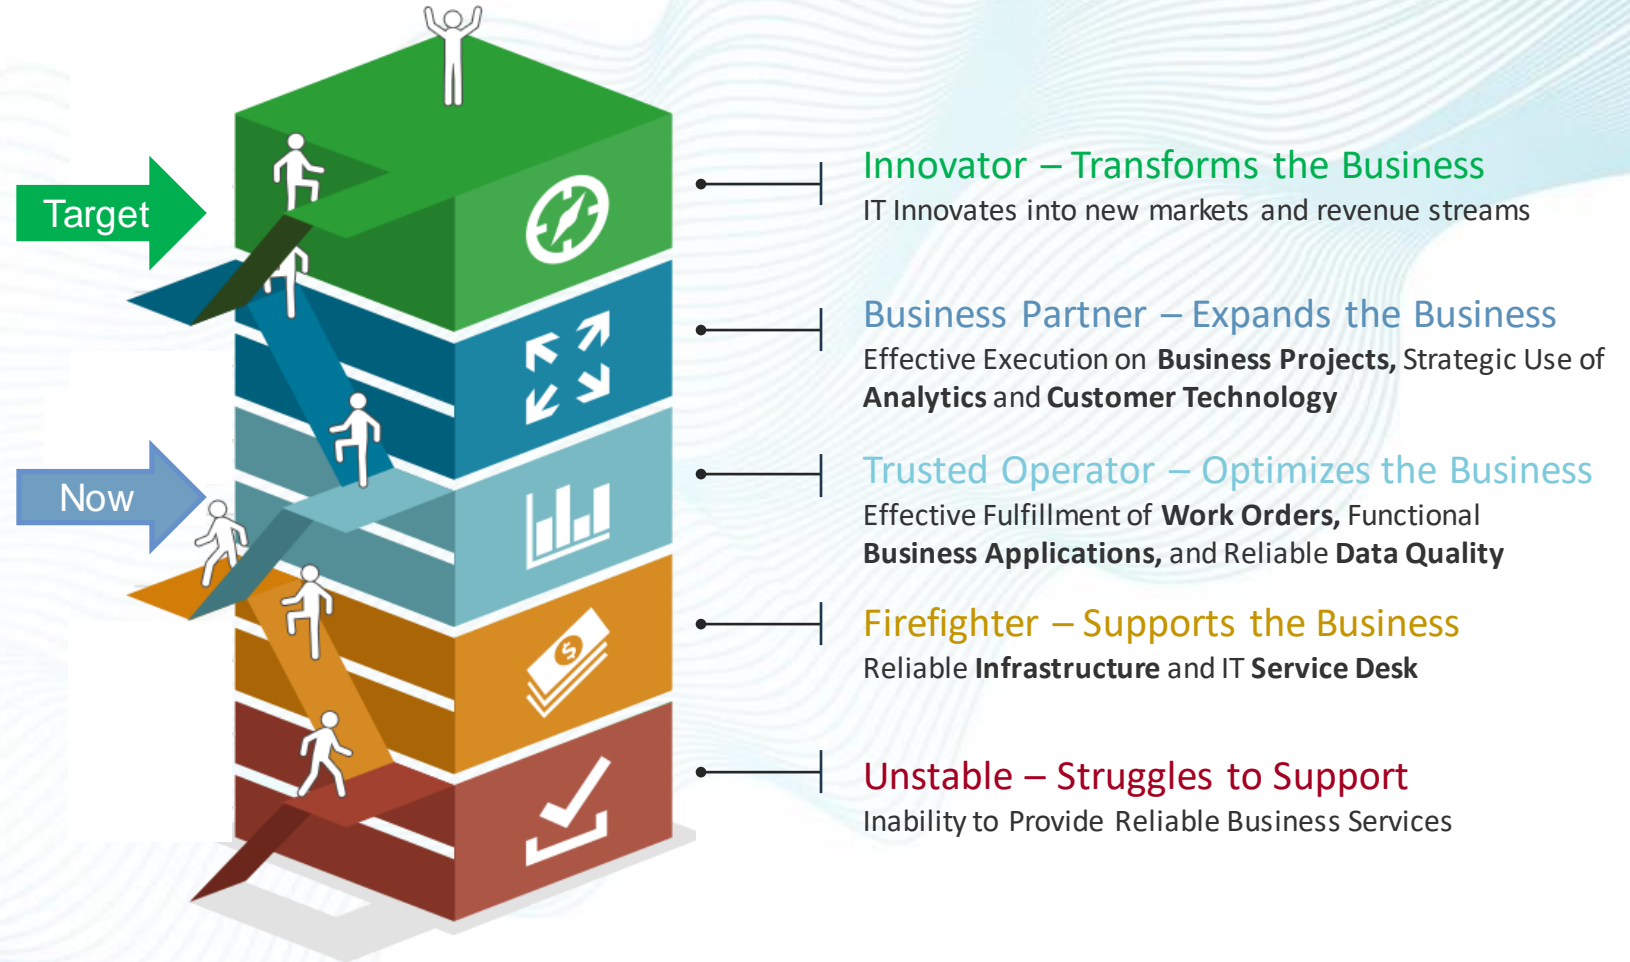 Target
Now
Innovator – Transforms the Business
IT Innovates into new markets and revenue streams
Business Partner – Expands the Business
Effective Execution on Business Projects, Strategic Use of
Analytics and Customer Technology
Trusted Operator – Optimizes the Business
Effective Fulfillment of Work Orders, Functional
Business Applications, and Reliable Data Quality
Firefighter – Supports the Business
Reliable Infrastructure and IT Service Desk
Unstable – Struggles to Support
Inability to Provide Reliable Business Services
$